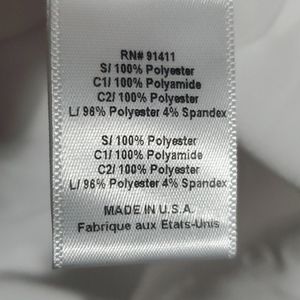 RN# 91411
S/ 100% Polyester
C1/ 100% Polyamide
C2/ 100% Polyester
L/ 96% Polyester 4% Spandex
S/ 100% Polyester
C1/ 100% Polyamide
C2/ 100% Polyester
L/ 96% Polyester 4% Spandex
MADE IN U.S.A.
Fabrique aux Etats-Unis